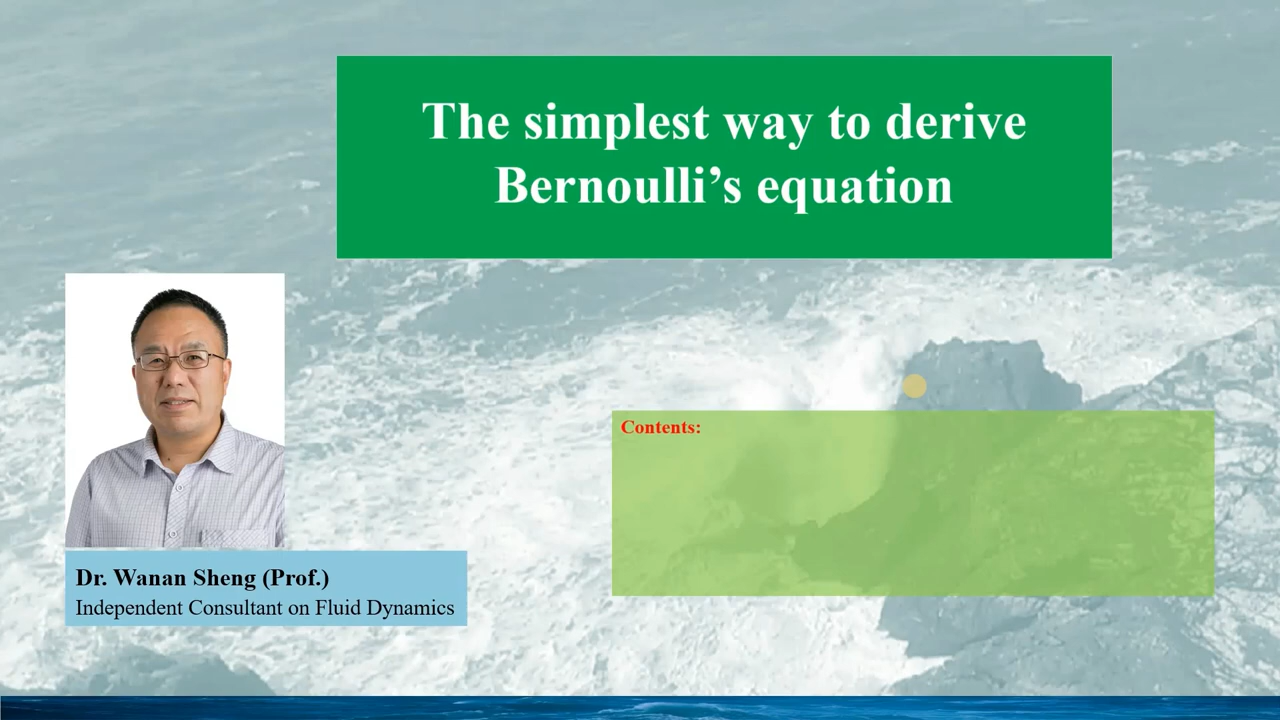 The simplest way to derive
Bernoulli’s equation
Contents:
Dr. Wanan Sheng (Prof.)
Independent Consultant on Fluid Dynamics